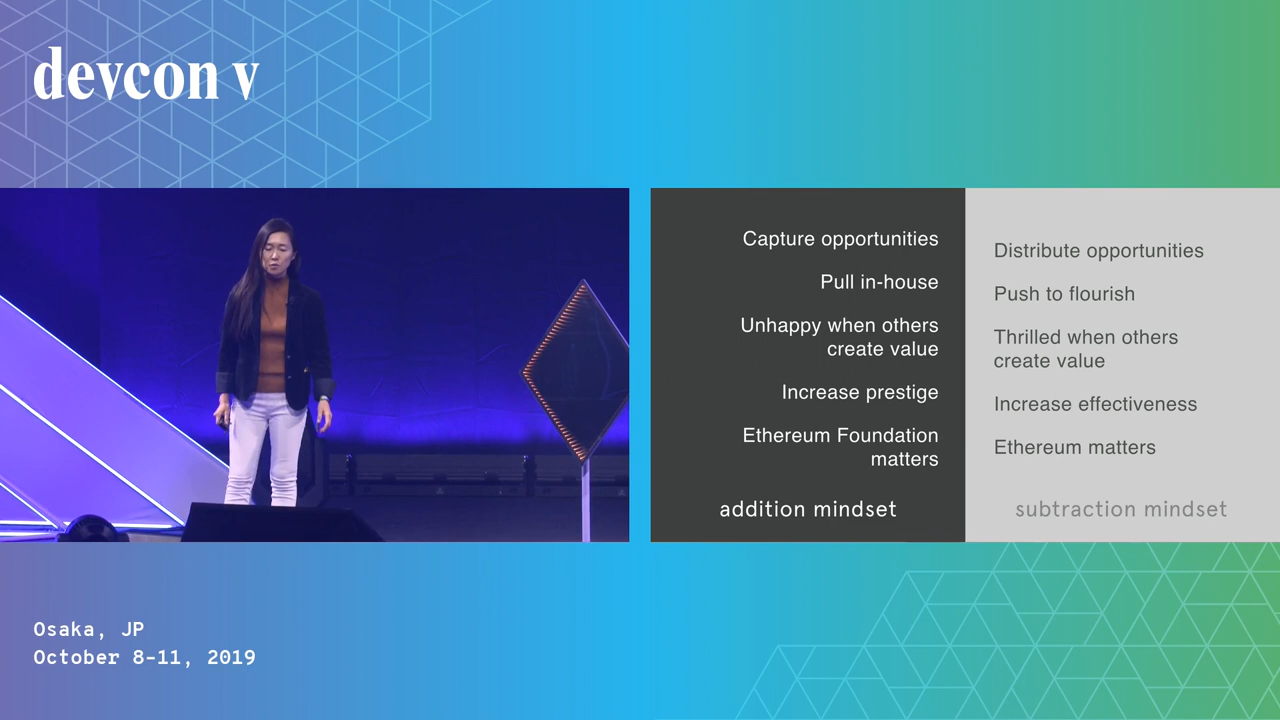 devcon v
Capture opportunities
Pull in-house
Unhappy when others
create value
Increase prestige
Ethereum Foundation
matters
addition mindset
Distribute opportunities
Push to flourish
Thrilled when others
create value
Increase effectiveness
Ethereum matters
subtraction mindset
Osaka, JP
October 8-11, 2019